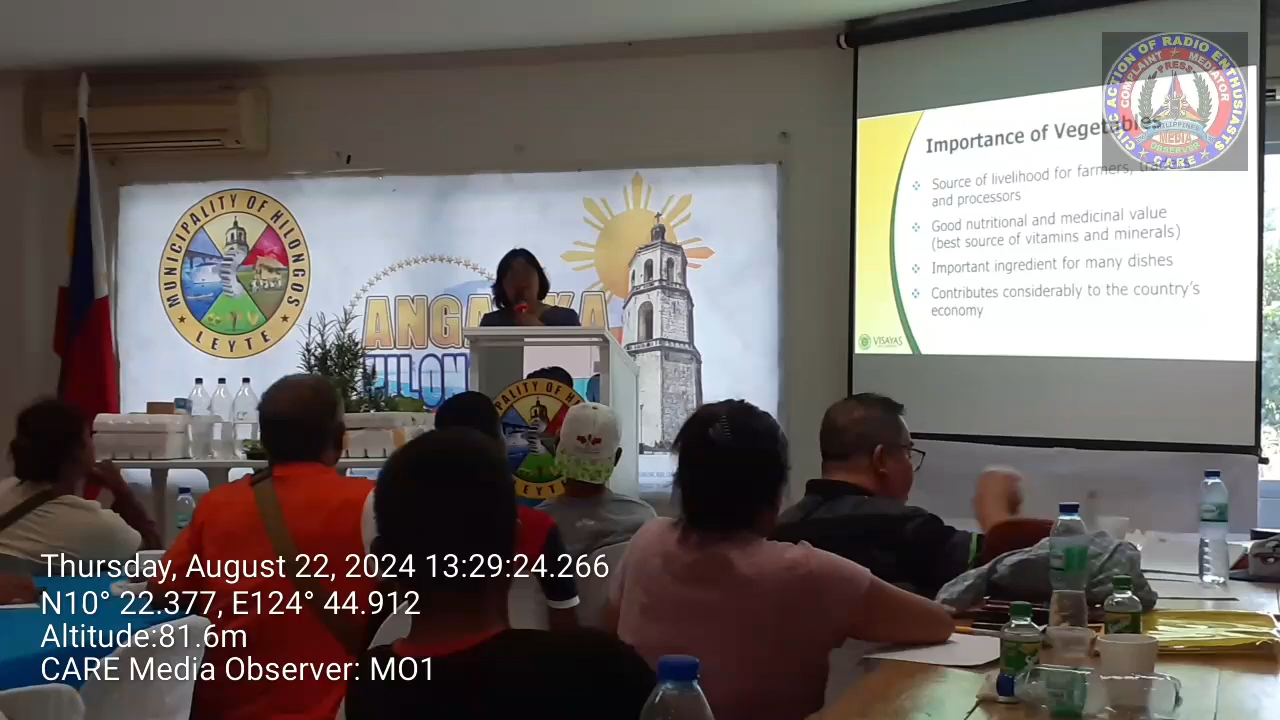 CIVIC ACTION OF RADIO ENTHUSIASTS
COMPLAINT ★ MEDIATOR
PRESS
PHILIPPINES
MEDIA
OBSERVER
CARE
Importance of Vegetables
Source of livelihood for farmers,
and processors
Good nutritional and medicinal value
(best source of vitamins and minerals)
Important ingredient for many dishes
Contributes considerably to the country's
economy
VISAYAS
MUNICIPALITY OF HILONGOS
LEYTE
Thursday, August 22, 2024 13:29:24.266
N10° 22.377, E124° 44.912
Altitude:81.6m
CARE Media Observer: MO1